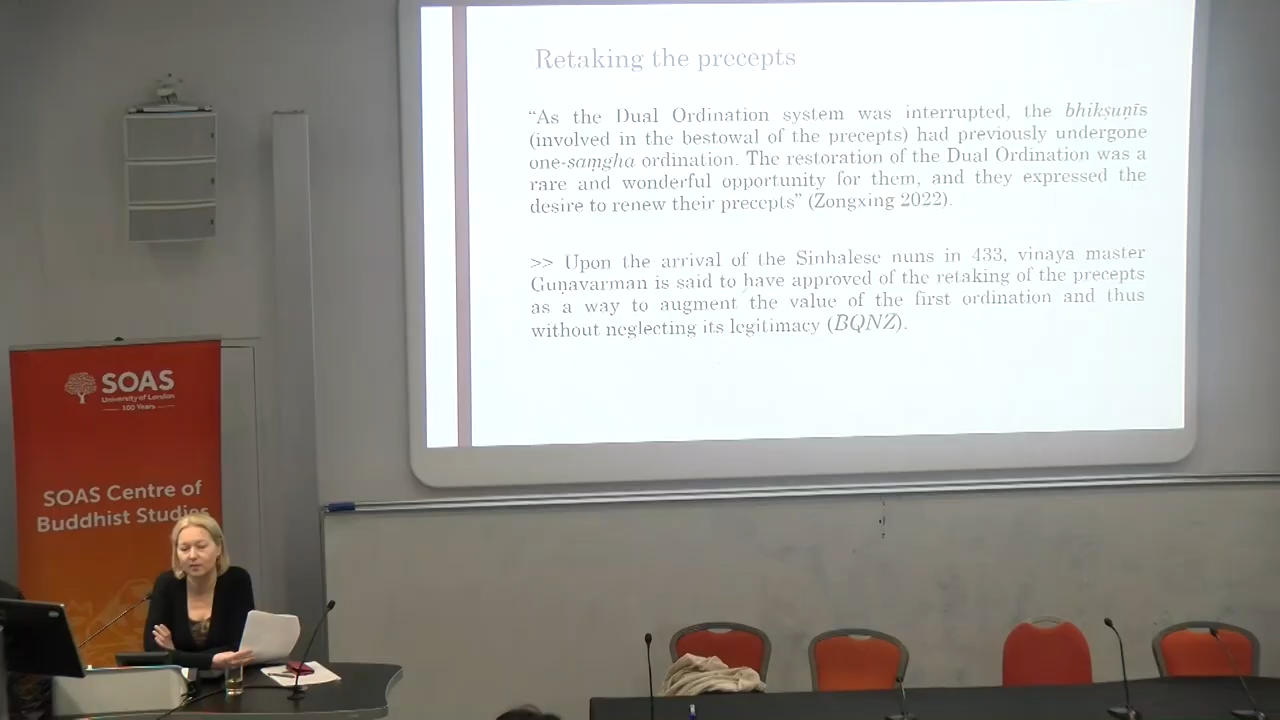 Retaking the precepts
“As the Dual Ordination system was interrupted, the bhikṣuṇīs
(involved in the bestowal of the precepts) had previously undergone
one-saṃgha ordination. The restoration of the Dual Ordination was a
rare and wonderful opportunity for them, and they expressed the
desire to renew their precepts” (Zongxing 2022).
>> Upon the arrival of the Sinhalese nuns in 433, vinaya master
Guṇavarman is said to have approved of the retaking of the precepts
as a way to augment the value of the first ordination and thus
without neglecting its legitimacy (BQNZ).
SOAS
University of London
100 Years
SOAS Centre of
Buddhist Studies